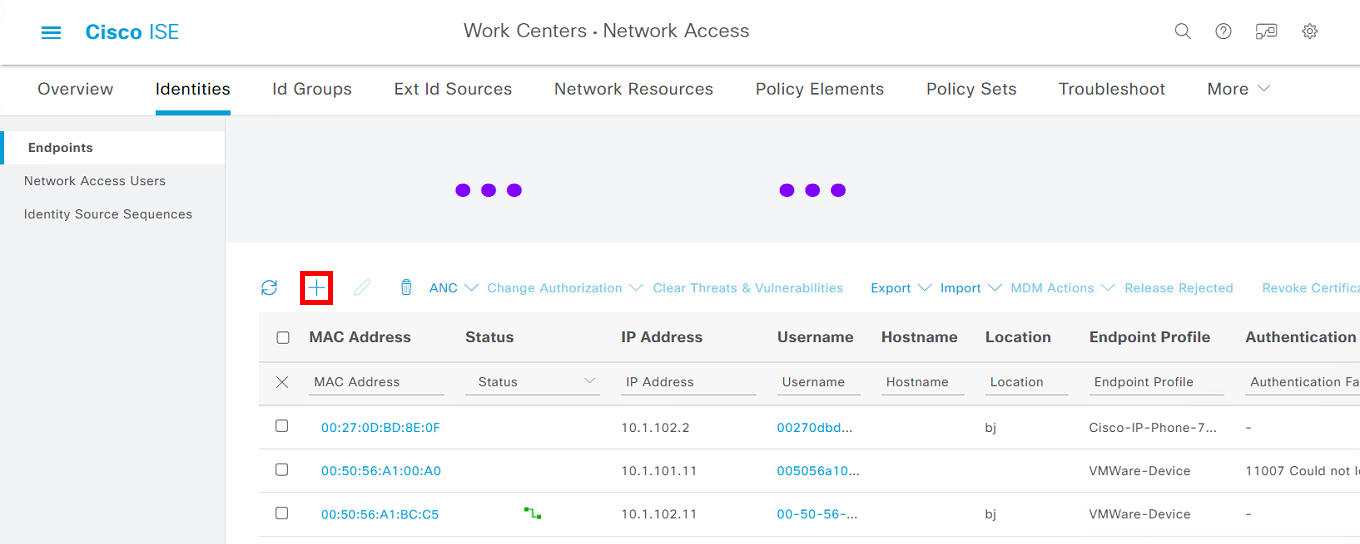 Cisco ISE Work Centers · Network Access
Overview Identities Id Groups Ext Id Sources Network Resources Policy Elements Policy Sets Troubleshoot More
Endpoints
Network Access Users
Identity Source Sequences
ANC Change Authorization Clear Threats & Vulnerabilities Export Import MDM Actions Release Rejected Revoke Certifica
MAC Address Status IP Address Username Hostname Location Endpoint Profile Authentication
MAC Address Status IP Address Username Hostname Location Endpoint Profile Authentication Fa
00:27:0D:BD:8E:0F 10.1.102.2 00270dbd... bj Cisco-IP-Phone-7... -
00:50:56:A1:00:A0 10.1.101.11 005056a10... VMWare-Device 11007 Could not l
00:50:56:A1:BC:C5 10.1.102.11 00-50-56-... bj VMWare-Device -